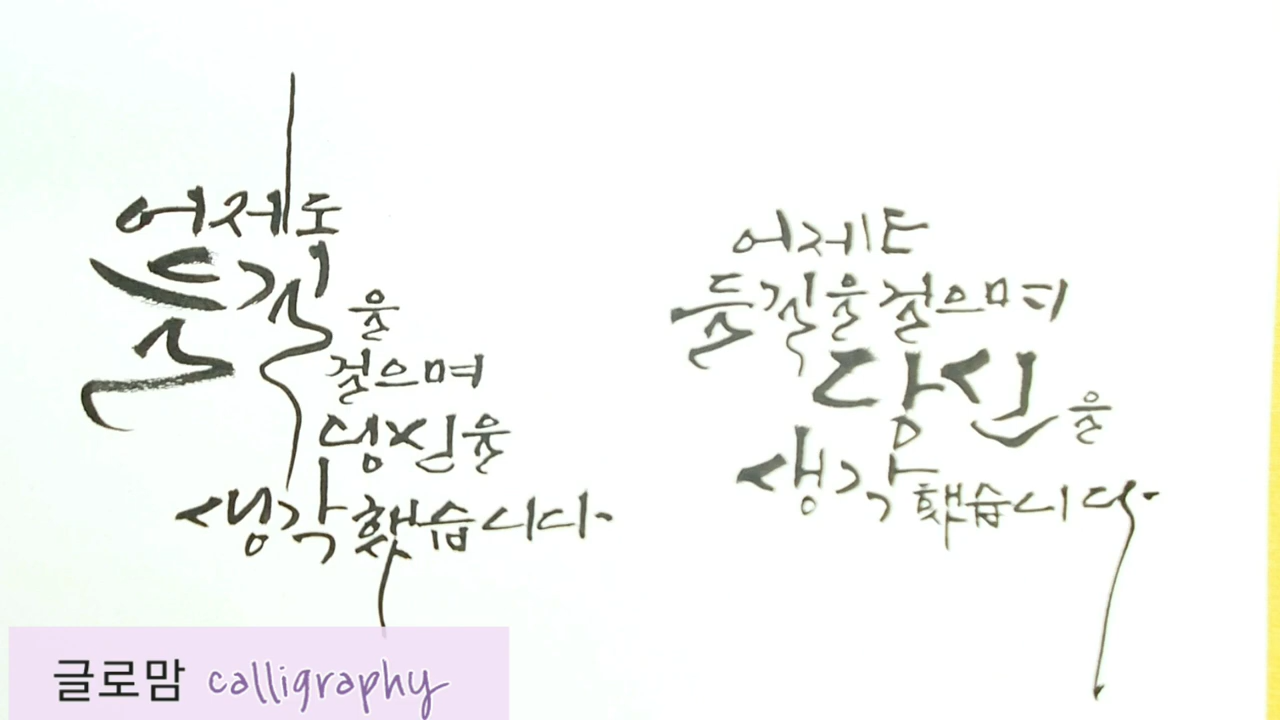 어제도
들길을
걸으며
당신을
생각했습니다.
어제도
들길을 걸으며
당신을
생각했습니다.
글로맘 calligraphy